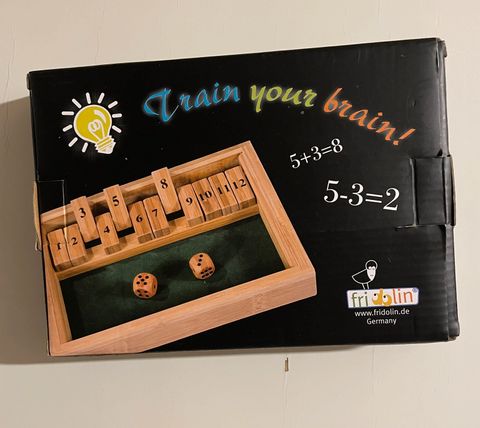 Train your brain!
5+3=8
5-3=2
1 2 3 4 5 6 7 8 9 10 11 12
fridolin
www.fridolin.de
Germany